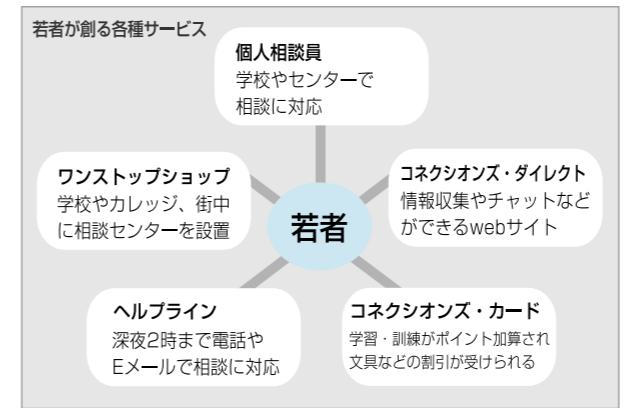 若者が創る各種サービス
個人相談員
学校やセンターで
相談に対応
ワンストップショップ
学校やカレッジ、街中
に相談センターを設置
コネクシオンズ・ダイレクト
情報収集やチャットなど
ができるwebサイト
若者
ヘルプライン
深夜2時まで電話や
Eメールで相談に対応
コネクシオンズ・カード
学習・訓練がポイント加算され
文具などの割引が受けられる